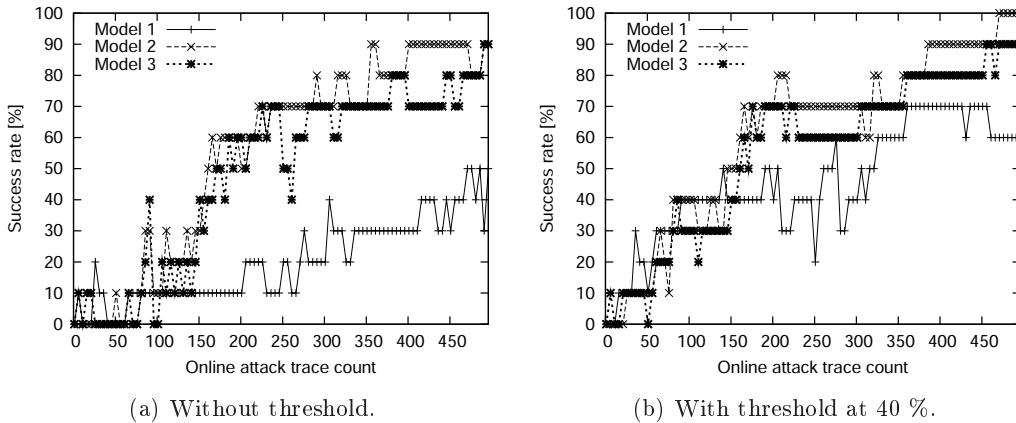 100
90
80
70
60
50
40
30
20
10
0
Success rate [%]
Model 1
Model 2
Model 3
0 50 100 150 200 250 300 350 400 450
Online attack trace count
(a) Without threshold.
100
90
80
70
60
50
40
30
20
10
0
Success rate [%]
Model 1
Model 2
Model 3
0 50 100 150 200 250 300 350 400 450
Online attack trace count
(b) With threshold at 40 %.